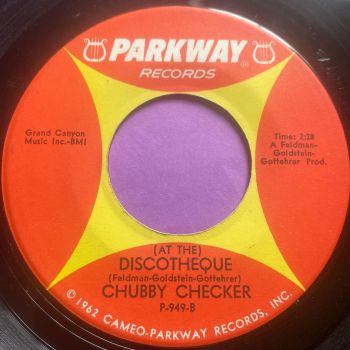 PARKWAY®
RECORDS
Grand Canyon
Music Inc.-BMI
Time: 2:28
A Feldman-
Goldstein-
Gottehrer Prod.
(AT THE)
DISCOTHEQUE
(Feldman-Goldstein-Gottehrer)
CHUBBY CHECKER
P-949-B
© 1962 CAMEO-PARKWAY RECORDS, INC.